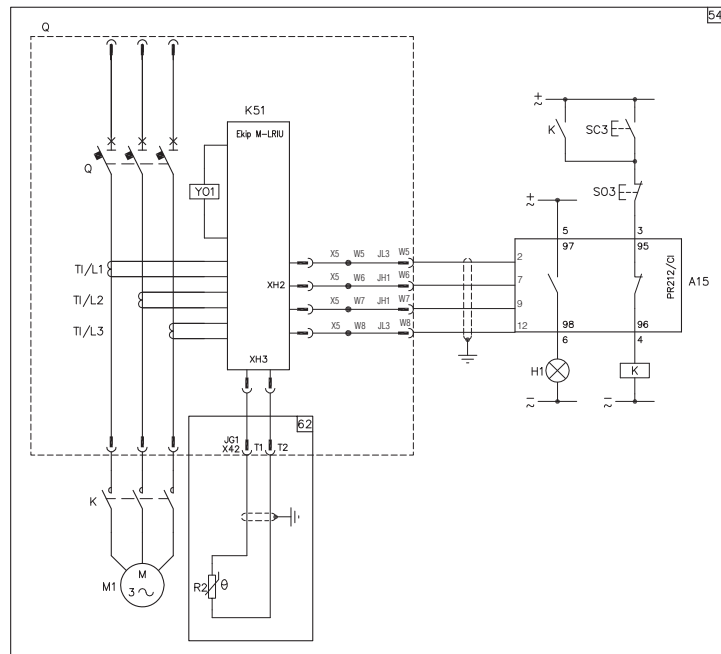 54
Q
K51
Ekip M-LRIU
+
~
K
SC3
Q
YO1
SO3
+
~
5
3
97
95
TI/L1
X5 W5 JL3 W5
2
PR212/CI
XH2
X5 W6 JH1 W6
7
A15
TI/L2
X5 W7 JH1 W7
9
TI/L3
X5 W8 JL3 W8
12
98
96
6
4
XH3
H1
K
62
JG1
X42
T1
T2
K
R2
θ
M1
M
3